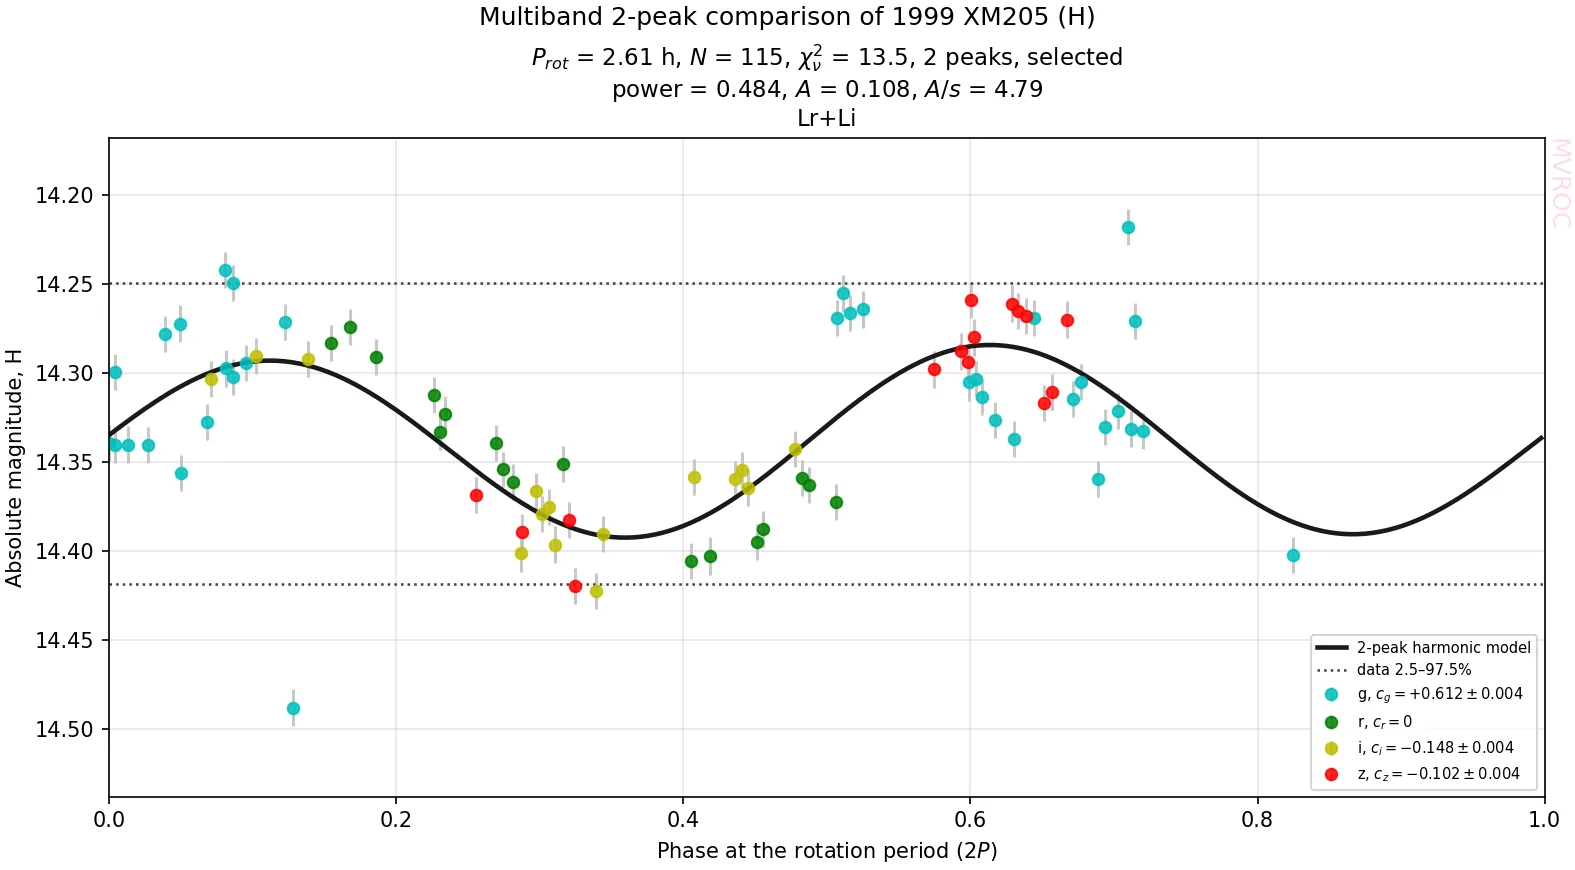 Multiband 2-peak comparison of 1999 XM205 (H)
P_rot = 2.61 h, N = 115, χ²_ν = 13.5, 2 peaks, selected
power = 0.484, A = 0.108, A/s = 4.79
Lr+Li
MVROC
Absolute magnitude, H
14.20
14.25
14.30
14.35
14.40
14.45
14.50
2-peak harmonic model
data 2.5–97.5%
g, c_g = +0.612 ± 0.004
r, c_r = 0
i, c_i = −0.148 ± 0.004
z, c_z = −0.102 ± 0.004
0.0 0.2 0.4 0.6 0.8 1.0
Phase at the rotation period (2P)